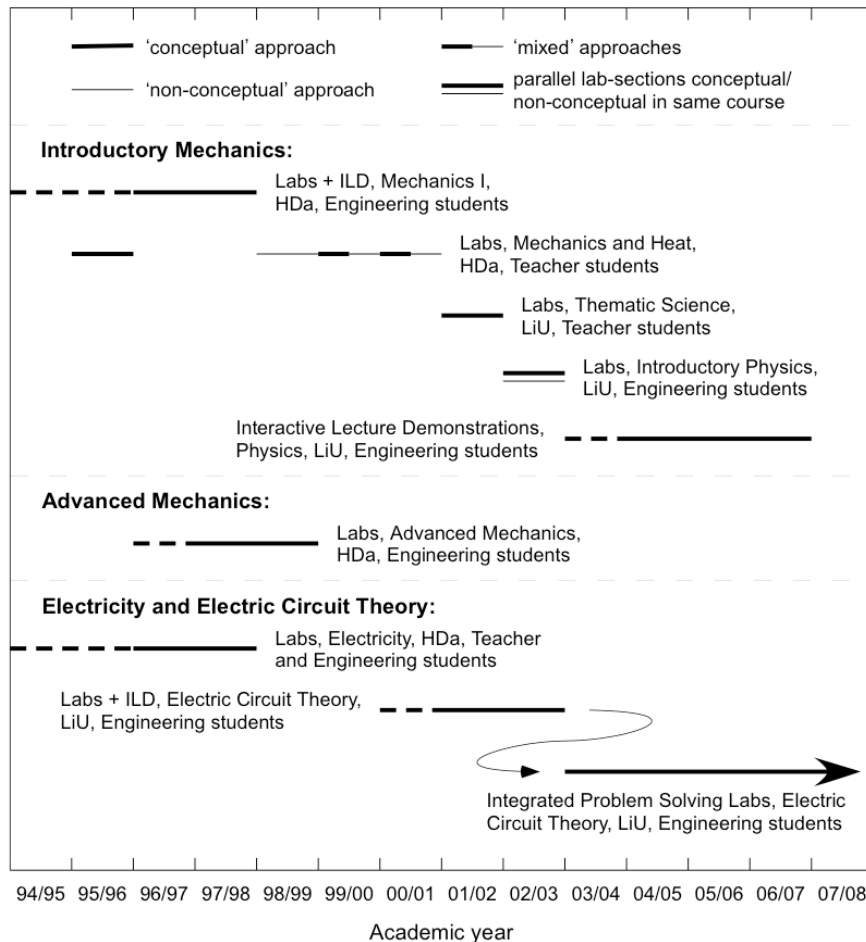 ‘conceptual’ approach
‘mixed’ approaches
‘non-conceptual’ approach
parallel lab-sections conceptual/
non-conceptual in same course
Introductory Mechanics:
Labs + ILD, Mechanics I,
HDa, Engineering students
Labs, Mechanics and Heat,
HDa, Teacher students
Labs, Thematic Science,
LiU, Teacher students
Labs, Introductory Physics,
LiU, Engineering students
Interactive Lecture Demonstrations,
Physics, LiU, Engineering students
Advanced Mechanics:
Labs, Advanced Mechanics,
HDa, Engineering students
Electricity and Electric Circuit Theory:
Labs, Electricity, HDa, Teacher
and Engineering students
Labs + ILD, Electric Circuit Theory,
LiU, Engineering students
Integrated Problem Solving Labs, Electric
Circuit Theory, LiU, Engineering students
94/95 95/96 96/97 97/98 98/99 99/00 00/01 01/02 02/03 03/04 04/05 05/06 06/07 07/08
Academic year